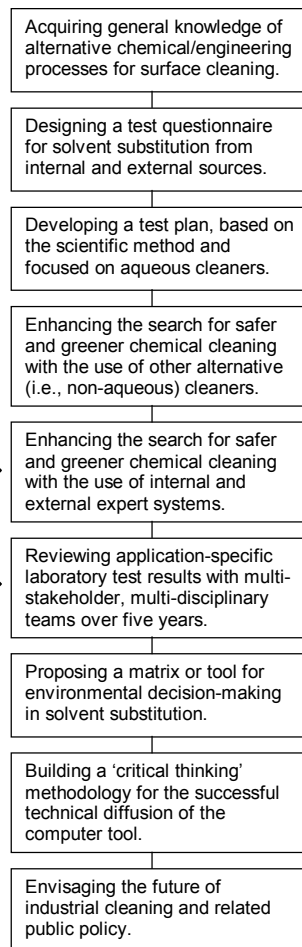 Acquiring general knowledge of
alternative chemical/engineering
processes for surface cleaning.
Designing a test questionnaire
for solvent substitution from
internal and external sources.
Developing a test plan, based on
the scientific method and
focused on aqueous cleaners.
Enhancing the search for safer
and greener chemical cleaning
with the use of other alternative
(i.e., non-aqueous) cleaners.
Enhancing the search for safer
and greener chemical cleaning
with the use of internal and
external expert systems.
Reviewing application-specific
laboratory test results with multi-
stakeholder, multi-disciplinary
teams over five years.
Proposing a matrix or tool for
environmental decision-making
in solvent substitution.
Building a ‘critical thinking’
methodology for the successful
technical diffusion of the
computer tool.
Envisaging the future of
industrial cleaning and related
public policy.